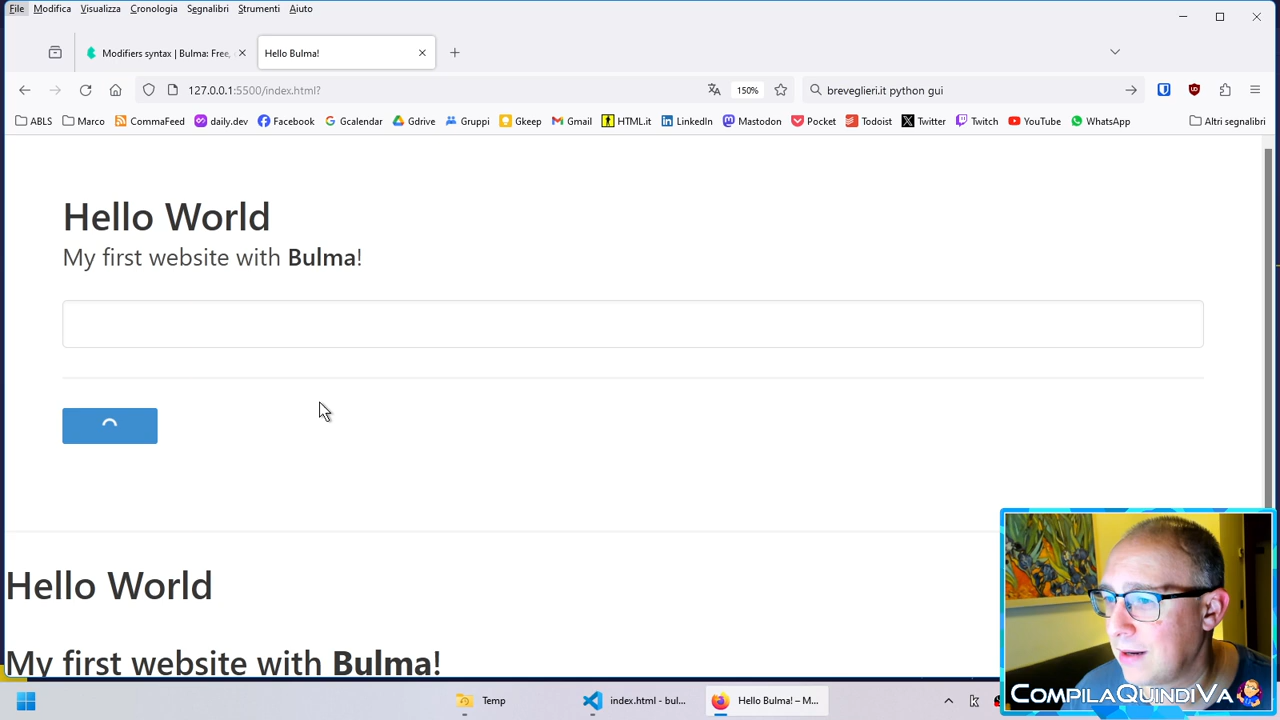 File Modifica Visualizza Cronologia Segnalibri Strumenti Aiuto
Modifiers syntax | Bulma: Free, Hello Bulma!
127.0.0.1:5500/index.html? 150% breveglieri.it python gui
ABLS Marco CommaFeed daily.dev Facebook Gcalendar Gdrive Gruppi Gkeep Gmail HTML.it LinkedIn Mastodon Pocket Todoist Twitter Twitch YouTube WhatsApp Altri segnalibri
Hello World
My first website with Bulma!
Hello World
My first website with Bulma!
CompilaQuindiVa
Temp index.html - bul... Hello Bulma! – M...